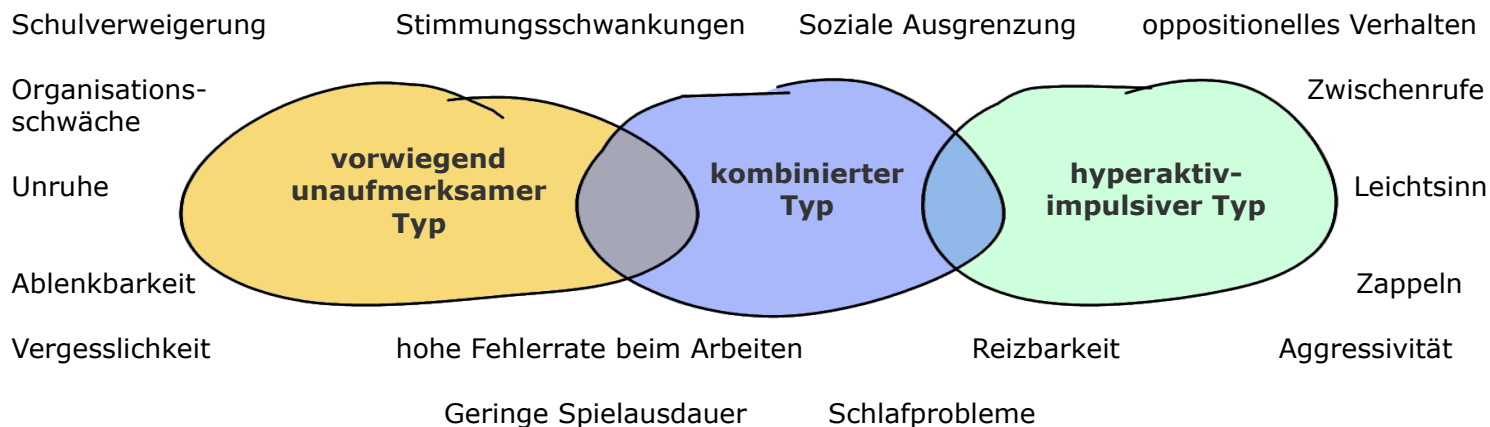 Schulverweigerung Stimmungsschwankungen Soziale Ausgrenzung oppositionelles Verhalten
Organisations-
schwäche
Zwischenrufe
vorwiegend
unaufmerksamer
Typ
kombinierter
Typ
hyperaktiv-
impulsiver Typ
Unruhe
Leichtsinn
Ablenkbarkeit
Zappeln
Vergesslichkeit hohe Fehlerrate beim Arbeiten Reizbarkeit Aggressivität
Geringe Spielausdauer Schlafprobleme